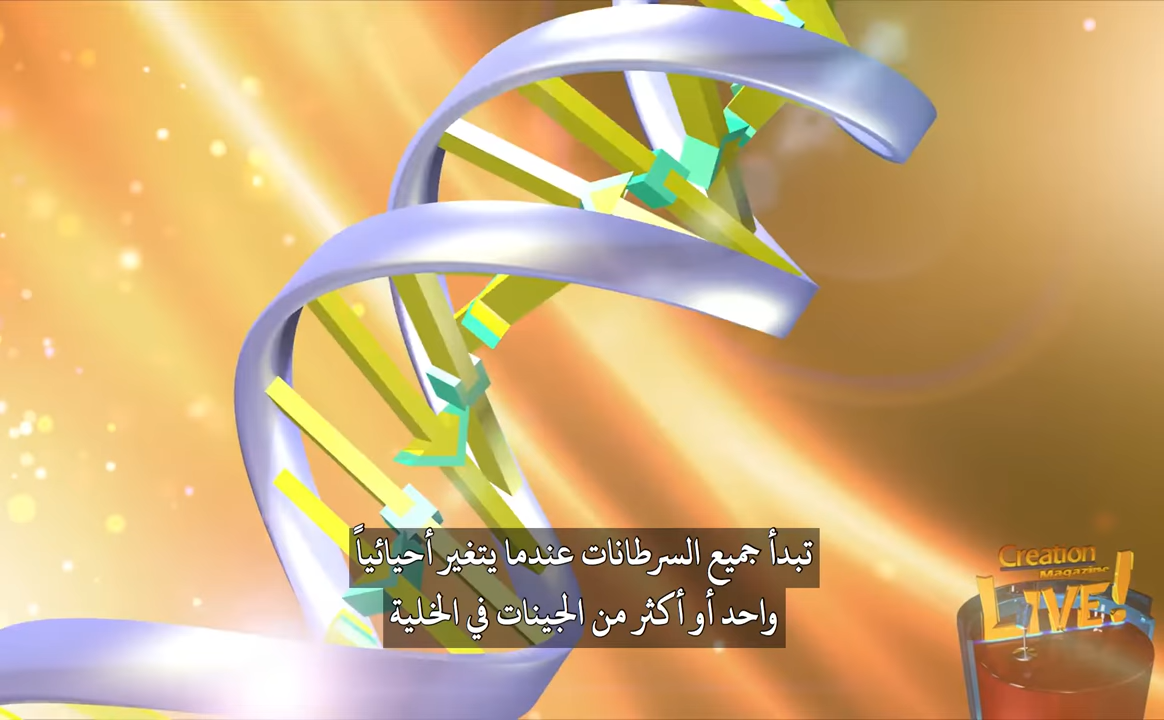 تبدأ جميع السرطانات عندما يتغير أحيائياً
واحد أو أكثر من الجينات في الخلية
Creation
Magazine
LIVE!